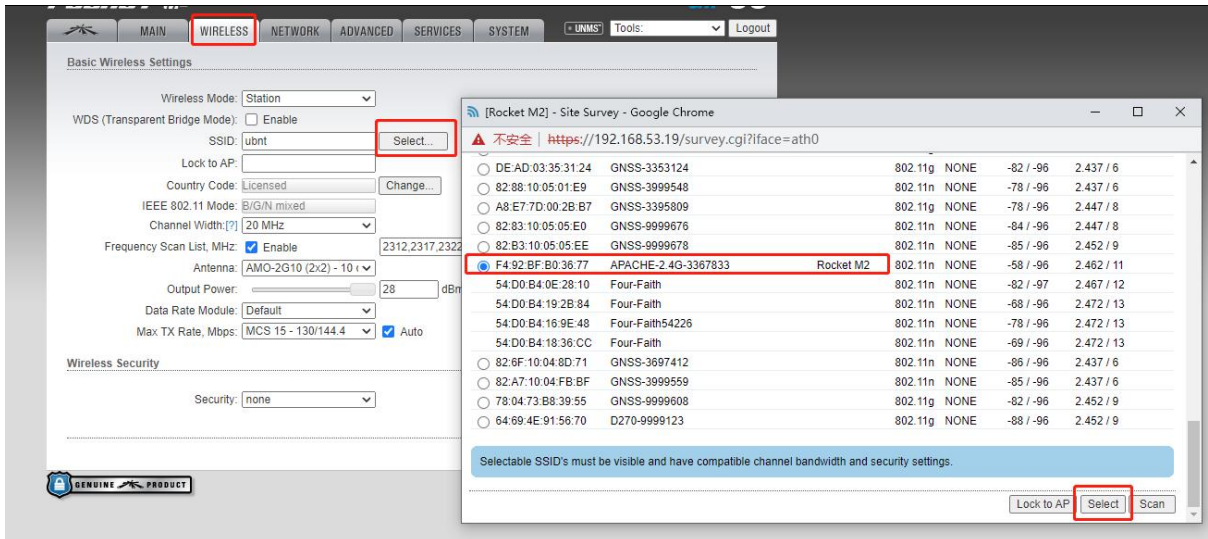 MAIN WIRELESS NETWORK ADVANCED SERVICES SYSTEM UNMS™ Tools: Logout
Basic Wireless Settings
Wireless Mode: Station
WDS (Transparent Bridge Mode): Enable
SSID: ubnt Select...
Lock to AP:
Country Code: Licensed Change...
IEEE 802.11 Mode: B/G/N mixed
Channel Width:[?] 20 MHz
Frequency Scan List, MHz: Enable 2312,2317,2322
Antenna: AMO-2G10 (2x2) - 10
Output Power: 28 dBm
Data Rate Module: Default
Max TX Rate, Mbps: MCS 15 - 130/144.4 Auto
Wireless Security
Security: none
GENUINE PRODUCT
[Rocket M2] - Site Survey - Google Chrome
不安全 | https://192.168.53.19/survey.cgi?iface=ath0
DE:AD:03:35:31:24 GNSS-3353124 802.11g NONE -82 / -96 2.437 / 6
82:88:10:05:01:E9 GNSS-3999548 802.11n NONE -78 / -96 2.437 / 6
A8:E7:7D:00:2B:B7 GNSS-3395809 802.11g NONE -78 / -96 2.447 / 8
82:83:10:05:05:E0 GNSS-9999676 802.11n NONE -84 / -96 2.447 / 8
82:B3:10:05:05:EE GNSS-9999678 802.11n NONE -85 / -96 2.452 / 9
F4:92:BF:B0:36:77 APACHE-2.4G-3367833 Rocket M2 802.11n NONE -58 / -96 2.462 / 11
54:D0:B4:0E:28:10 Four-Faith 802.11n NONE -82 / -97 2.467 / 12
54:D0:B4:19:2B:84 Four-Faith 802.11n NONE -68 / -96 2.472 / 13
54:D0:B4:16:9E:48 Four-Faith54226 802.11n NONE -78 / -96 2.472 / 13
54:D0:B4:18:36:CC Four-Faith 802.11n NONE -69 / -96 2.472 / 13
82:6F:10:04:8D:71 GNSS-3697412 802.11n NONE -86 / -96 2.437 / 6
82:A7:10:04:FB:BF GNSS-3999559 802.11n NONE -85 / -96 2.437 / 6
78:04:73:B8:39:55 GNSS-9999608 802.11g NONE -82 / -96 2.452 / 9
64:69:4E:91:56:70 D270-9999123 802.11g NONE -88 / -96 2.452 / 9
Selectable SSID's must be visible and have compatible channel bandwidth and security settings.
Lock to AP Select Scan